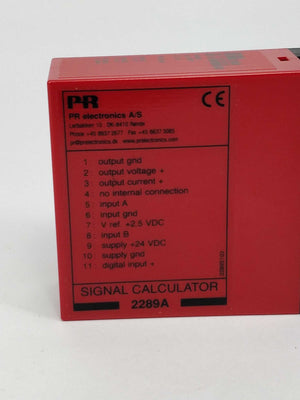 PR
CE
PR electronics A/S
Lerbakken 10 · DK-8410 Rønde
Phone +45 8637 2677 Fax +45 8637 3085
pr@prelectronics.dk www.prelectronics.com
1 : output gnd
2 : output voltage +
3 : output current +
4 : no internal connection
5 : input A
6 : input gnd
7 : V ref. +2.5 VDC
8 : input B
9 : supply +24 VDC
10 : supply gnd
11 : digital input +
SIGNAL CALCULATOR
2289A